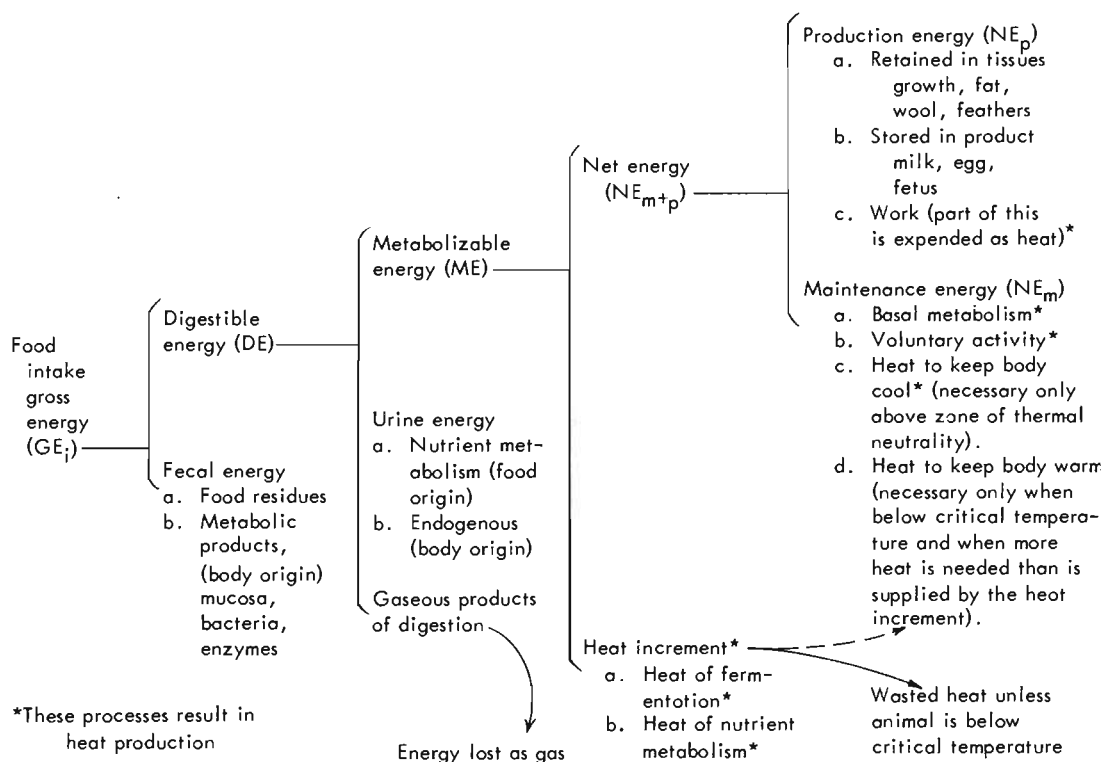 Food
intake
gross
energy
(GEi)
Digestible
energy (DE)
Fecal energy
a. Food residues
b. Metabolic
products,
(body origin)
mucosa,
bacteria,
enzymes
*These processes result in
heat production
Metabolizable
energy (ME)
Urine energy
a. Nutrient met-
abolism (food
origin)
b. Endogenous
(body origin)
Gaseous products
of digestion
Energy lost as gas
Net energy
(NEm+p)
Heat increment*
a. Heat of ferm-
entotion*
b. Heat of nutrient
metabolism*
Production energy (NEp)
a. Retained in tissues
growth, fat,
wool, feathers
b. Stored in product
milk, egg,
fetus
c. Work (part of this
is expended as heat)*
Maintenance energy (NEm)
a. Basal metabolism*
b. Voluntary activity*
c. Heat to keep body
cool* (necessary only
above zone of thermal
neutrality).
d. Heat to keep body warm
(necessary only when
below critical tempera-
ture and when more
heat is needed than is
supplied by the heat
increment).
Wasted heat unless
animal is below
critical temperature